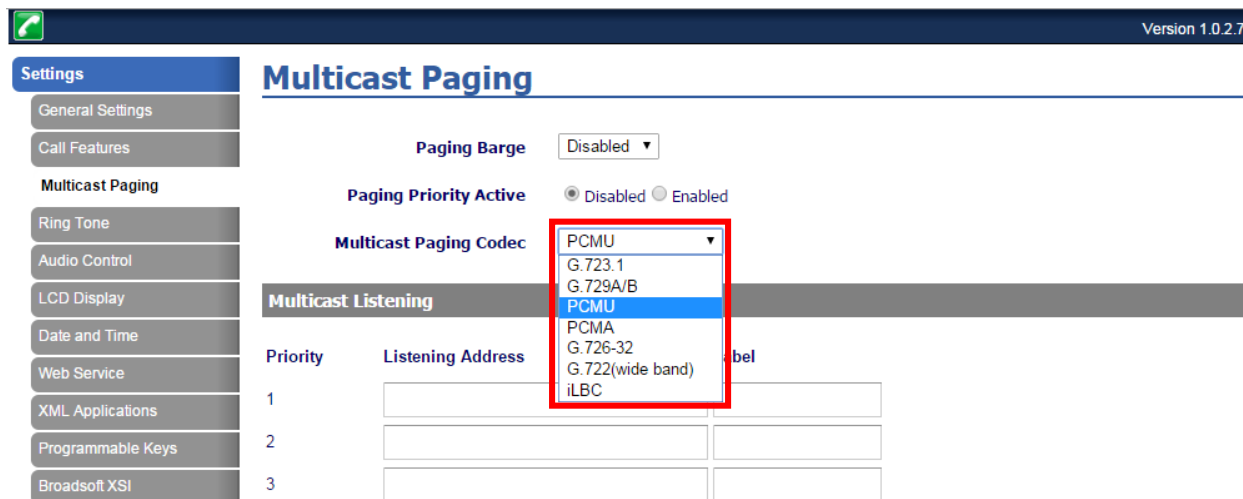 Version 1.0.2.7
Settings
General Settings
Call Features
Multicast Paging
Ring Tone
Audio Control
LCD Display
Date and Time
Web Service
XML Applications
Programmable Keys
Broadsoft XSI
Multicast Paging
Paging Barge Disabled
Paging Priority Active Disabled Enabled
Multicast Paging Codec PCMU
G.723.1
G.729A/B
PCMU
PCMA
G.726-32
G.722(wide band)
iLBC
Multicast Listening
Priority Listening Address
1
2
3